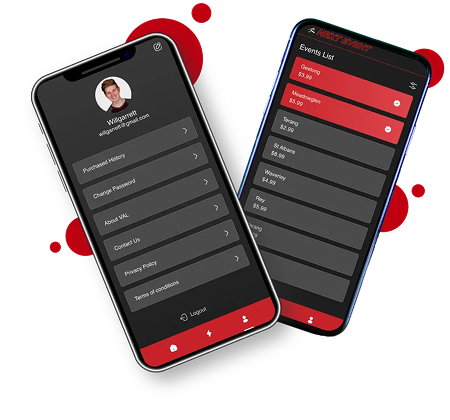 Willgarrett
willgarrett@gmail.com
Purchased History
Change Password
About VAL
Contact Us
Privacy Policy
Terms of conditions
Logout
NEXT EVENT
Events List
Geelong
$3.99
Meadowglen
$5.99
Tarang
$2.99
St Albans
$8.99
Waverley
$4.99
Rey
$5.99